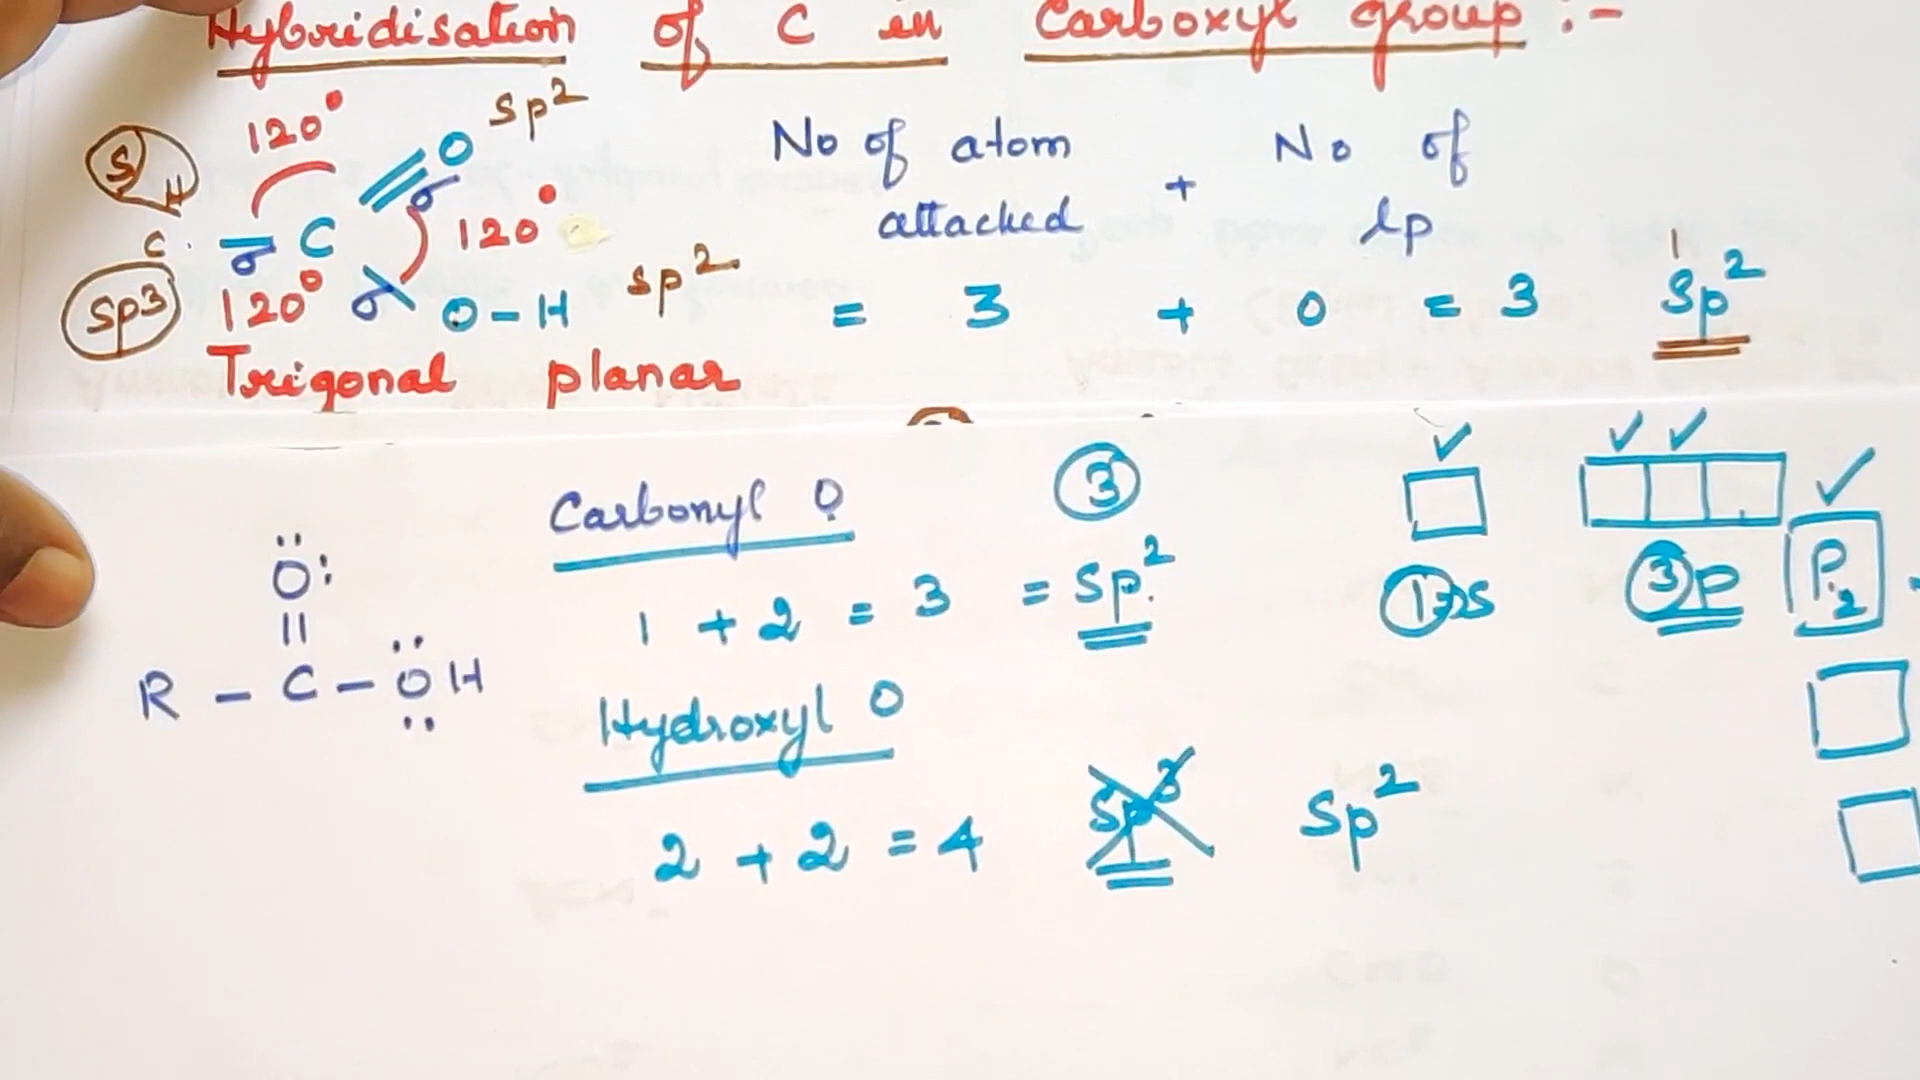 Hybridisation of C in Carboxyl group :-
120° O sp²
S/H σ No of atom + No of
C. - C 120° attacked lp
σ
sp3 120° σ O-H sp² = 3 + 0 = 3 sp²
Trigonal planar
Carbonyl O 3
O 1 + 2 = 3 = sp² 1 3p P2
R - C - OH
Hydroxyl O
2 + 2 = 4 sp3 sp²